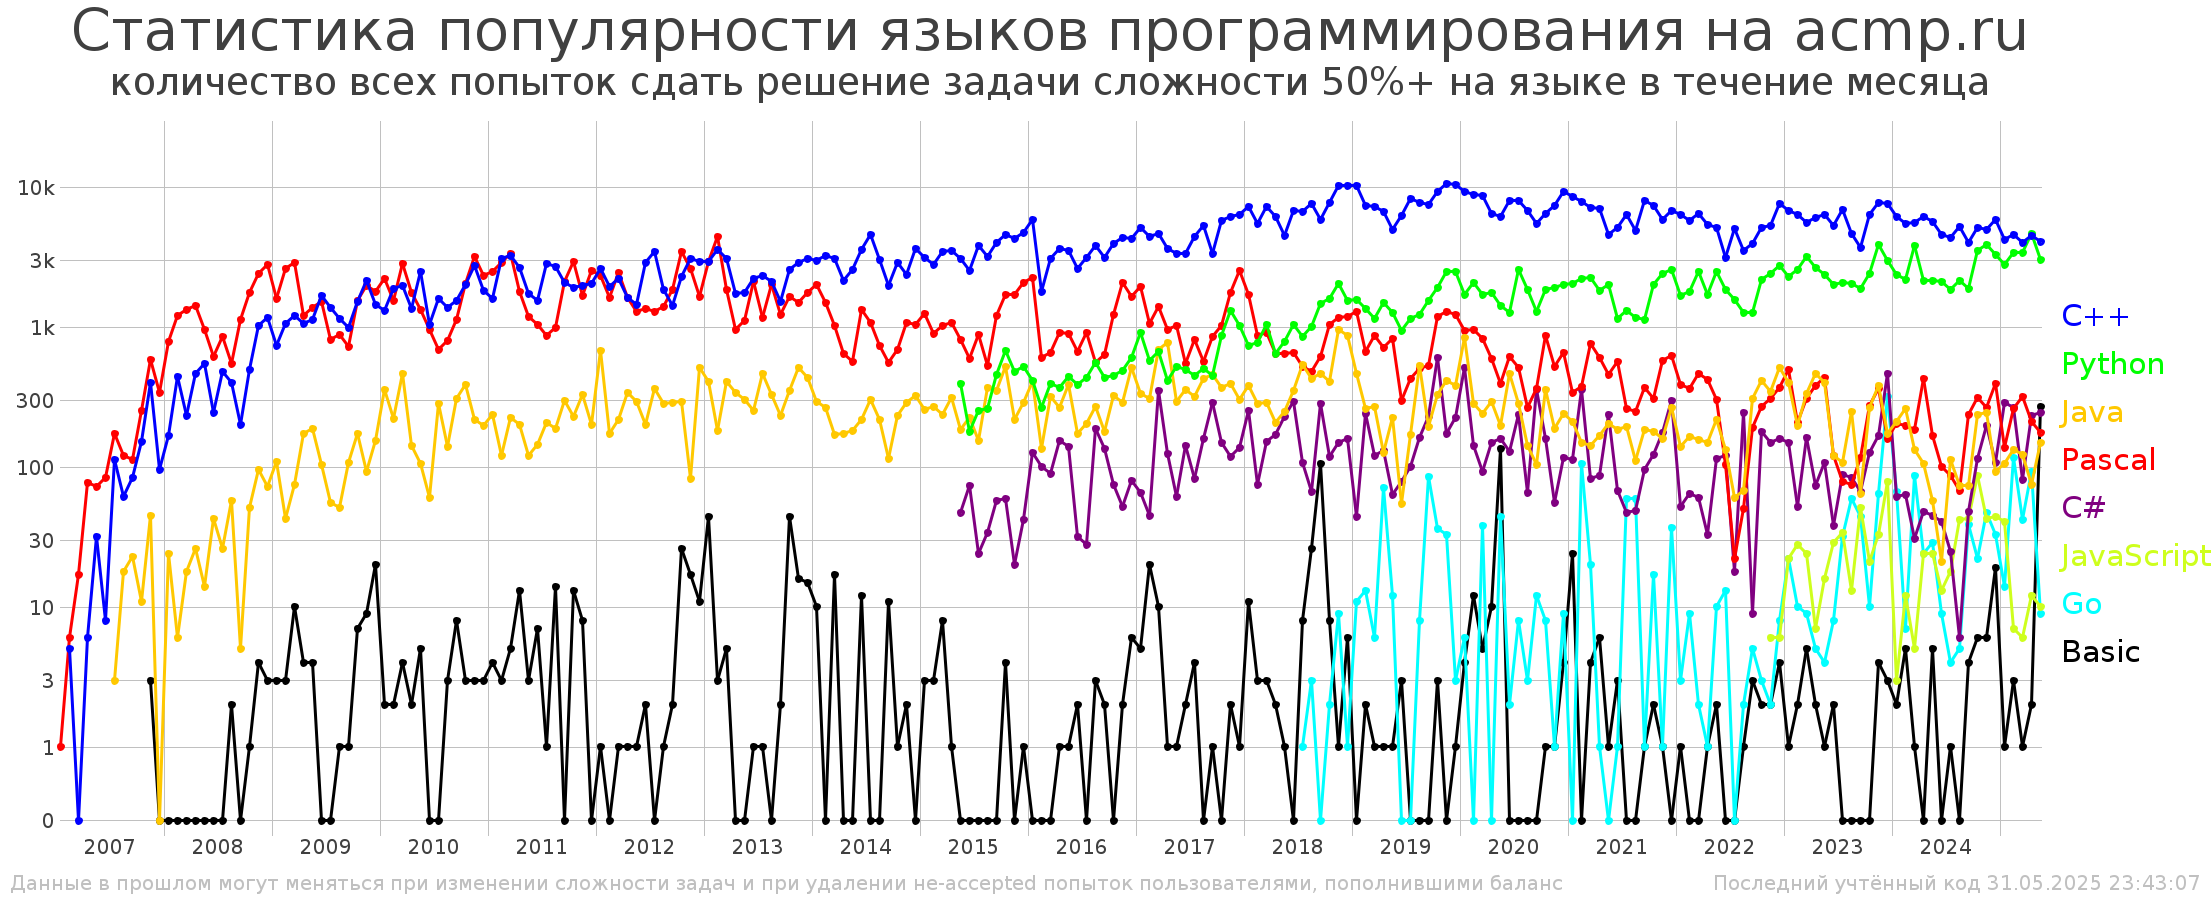 Статистика популярности языков программирования на acmp.ru
количество всех попыток сдать решение задачи сложности 50%+ на языке в течение месяца
10k
3k
1k
300
100
30
10
3
1
0
C++
Python
Java
Pascal
C#
JavaScript
Go
Basic
2007 2008 2009 2010 2011 2012 2013 2014 2015 2016 2017 2018 2019 2020 2021 2022 2023 2024
Данные в прошлом могут меняться при изменении сложности задач и при удалении не-accepted попыток пользователями, пополнившими баланс
Последний учтённый код 31.05.2025 23:43:07